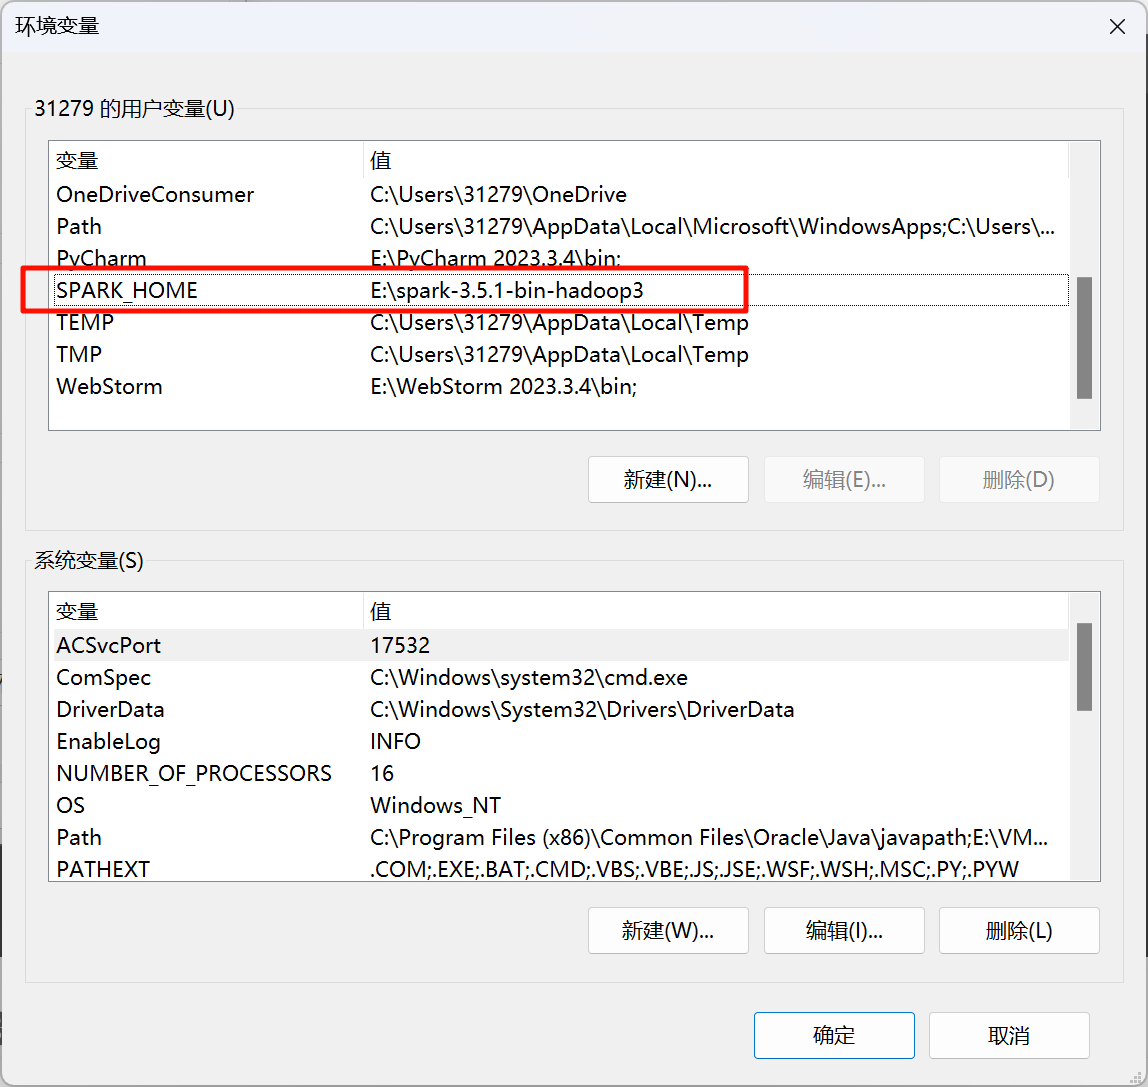 环境变量
31279 的用户变量(U)
变量 值
OneDriveConsumer C:\Users\31279\OneDrive
Path C:\Users\31279\AppData\Local\Microsoft\WindowsApps;C:\Users\...
PyCharm E:\PyCharm 2023.3.4\bin;
SPARK_HOME E:\spark-3.5.1-bin-hadoop3
TEMP C:\Users\31279\AppData\Local\Temp
TMP C:\Users\31279\AppData\Local\Temp
WebStorm E:\WebStorm 2023.3.4\bin;
新建(N)... 编辑(E)... 删除(D)
系统变量(S)
变量 值
ACSvcPort 17532
ComSpec C:\Windows\system32\cmd.exe
DriverData C:\Windows\System32\Drivers\DriverData
EnableLog INFO
NUMBER_OF_PROCESSORS 16
OS Windows_NT
Path C:\Program Files (x86)\Common Files\Oracle\Java\javapath;E:\VM...
PATHEXT .COM;.EXE;.BAT;.CMD;.VBS;.VBE;.JS;.JSE;.WSF;.WSH;.MSC;.PY;.PYW
新建(W)... 编辑(I)... 删除(L)
确定 取消